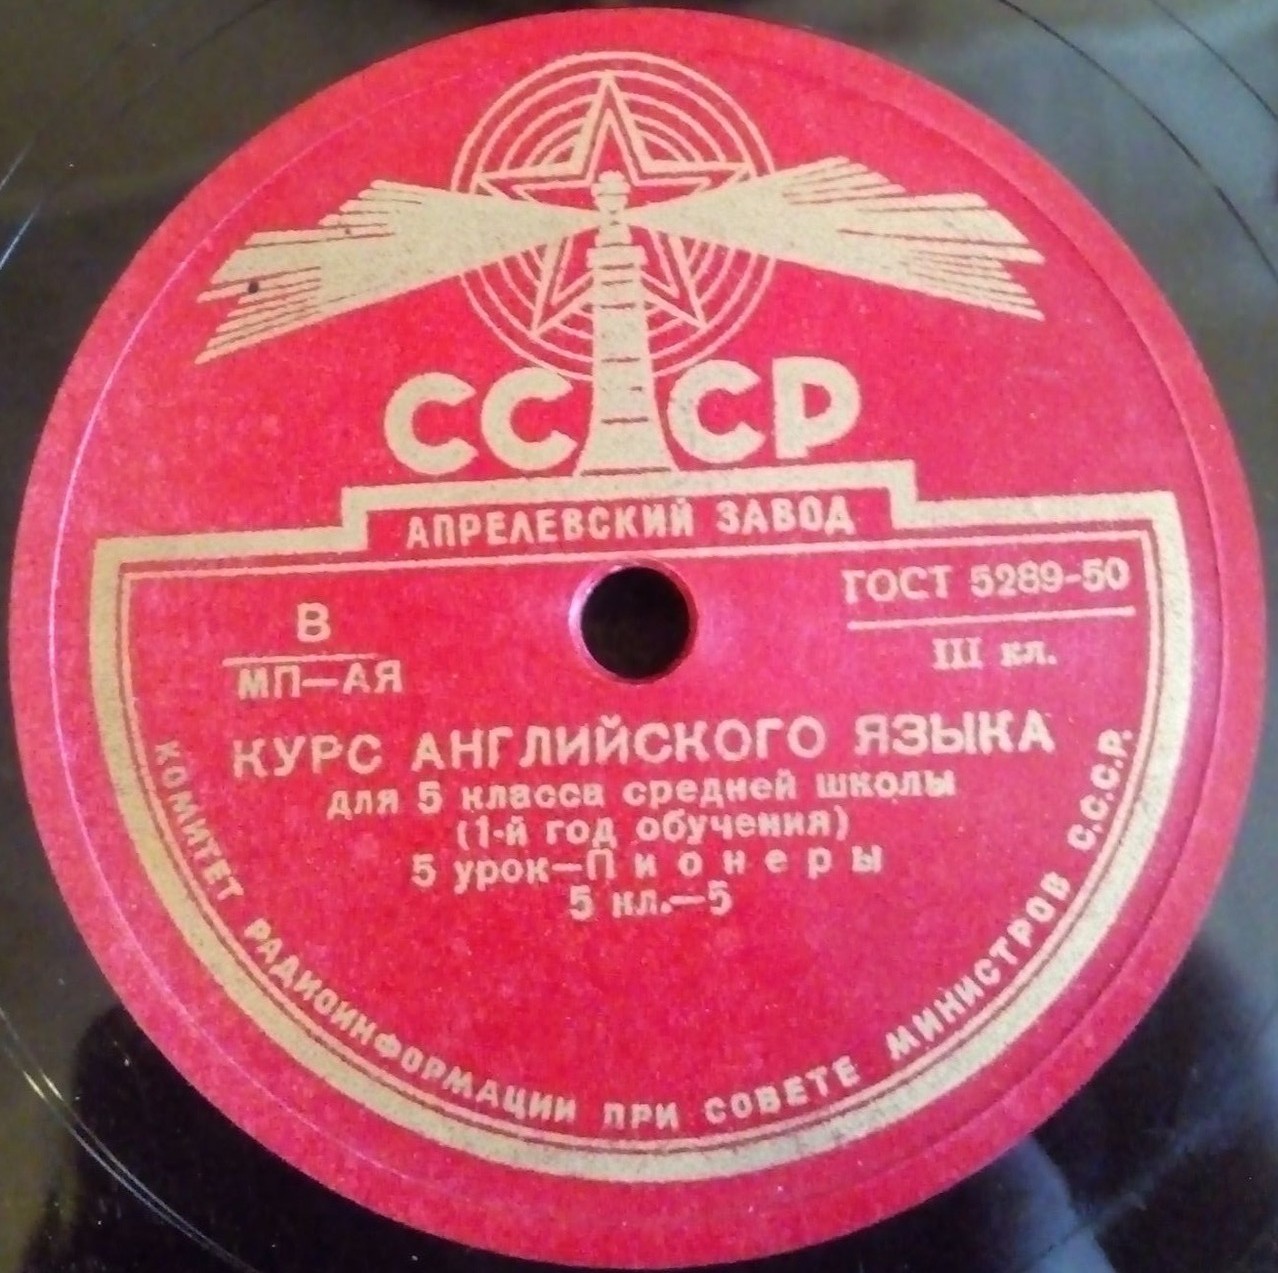 СССР
АПРЕЛЕВСКИЙ ЗАВОД
ГОСТ 5289-50
В
III кл.
МП—АЯ
КУРС АНГЛИЙСКОГО ЯЗЫКА
для 5 класса средней школы
(1-й год обучения)
5 урок—Пионеры
5 кл.—5
КОМИТЕТ РАДИОИНФОРМАЦИИ ПРИ СОВЕТЕ МИНИСТРОВ С.С.С.Р.